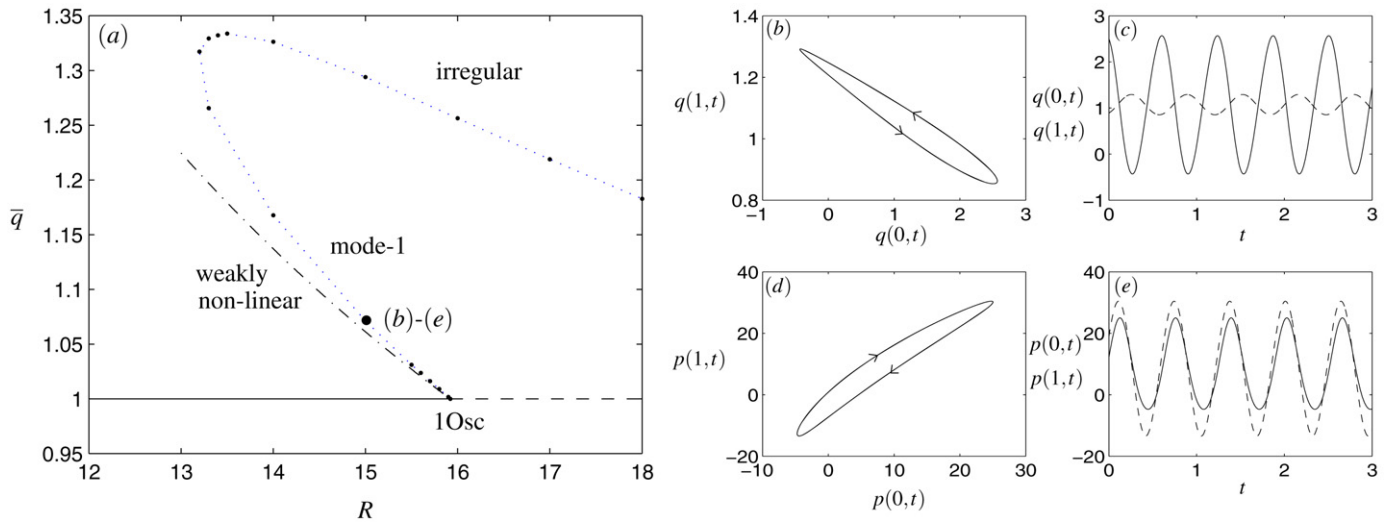 (a)
1.35
1.3
1.25
1.2
1.15
1.1
1.05
1
0.95
q̅
irregular
mode-1
weakly
non-linear
(b)-(e)
1Osc
12 13 14 15 16 17 18
R
(b)
1.4
1.2
1
0.8
q(1,t)
-1 0 1 2 3
q(0,t)
(c)
3
2
1
0
-1
q(0,t)
q(1,t)
0 1 2 3
t
(d)
40
20
0
-20
p(1,t)
-10 0 10 20 30
p(0,t)
(e)
40
20
0
-20
p(0,t)
p(1,t)
0 1 2 3
t